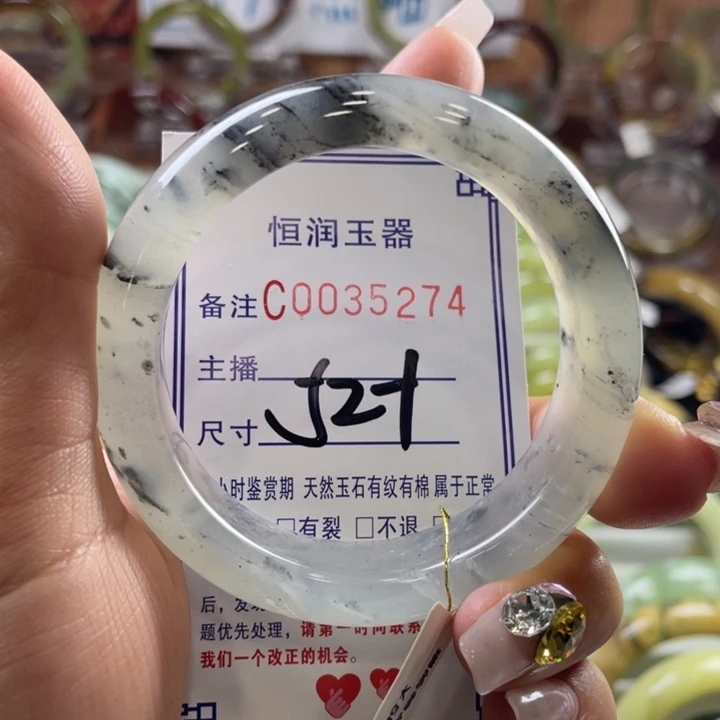 恒润玉器
备注C0035274
主播
尺寸 521
小时鉴赏期 天然玉石有纹有棉属于正常
□有裂 □不退
后，发
题优先处理，请第一时间联系
我们一个改正的机会。